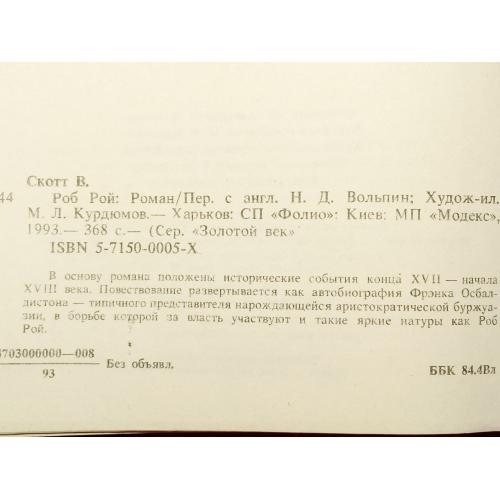 Скотт В.
44 Роб Рой: Роман/Пер. с англ. Н. Д. Вольпин; Худож-ил.
М. Л. Курдюмов.— Харьков: СП «Фолио»: Киев: МП «Модекс»,
1993.— 368 с.— (Сер. «Золотой век»
ISBN 5-7150-0005-X
В основу романа положены исторические события конца XVII — начала
XVIII века. Повествование развертывается как автобиография Фрэнка Осбал-
дистона — типичного представителя нарождающейся аристократической буржуа-
зии, в борьбе которой за власть участвуют и такие яркие натуры как Роб
Рой.
4703000000—008
93
Без объявл.
ББК 84.4Вл